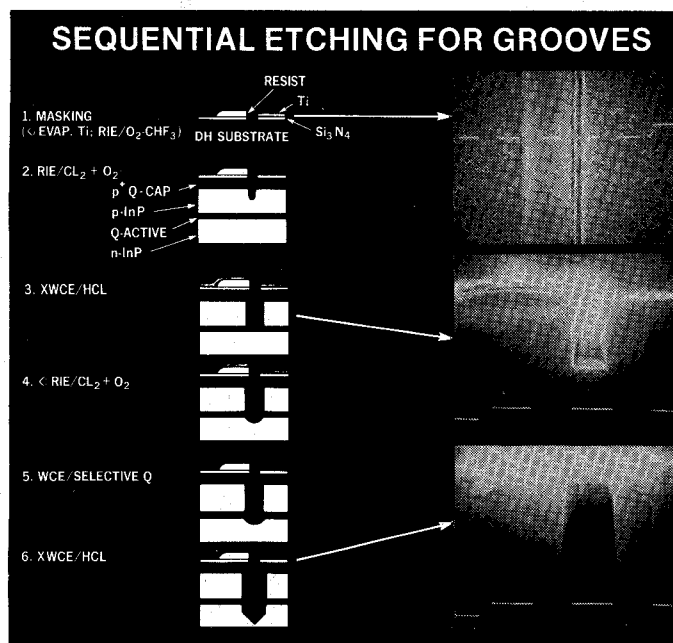 SEQUENTIAL ETCHING FOR GROOVES
RESIST
Ti
1. MASKING
(< EVAP. Ti; RIE/O₂-CHF₃)
DH SUBSTRATE
Si₃N₄
2. RIE/CL₂ + O₂
p⁺ Q-CAP
p-InP
Q-ACTIVE
n-InP
3. XWCE/HCL
4. < RIE/CL₂ + O₂
5. WCE/SELECTIVE Q
6. XWCE/HCL